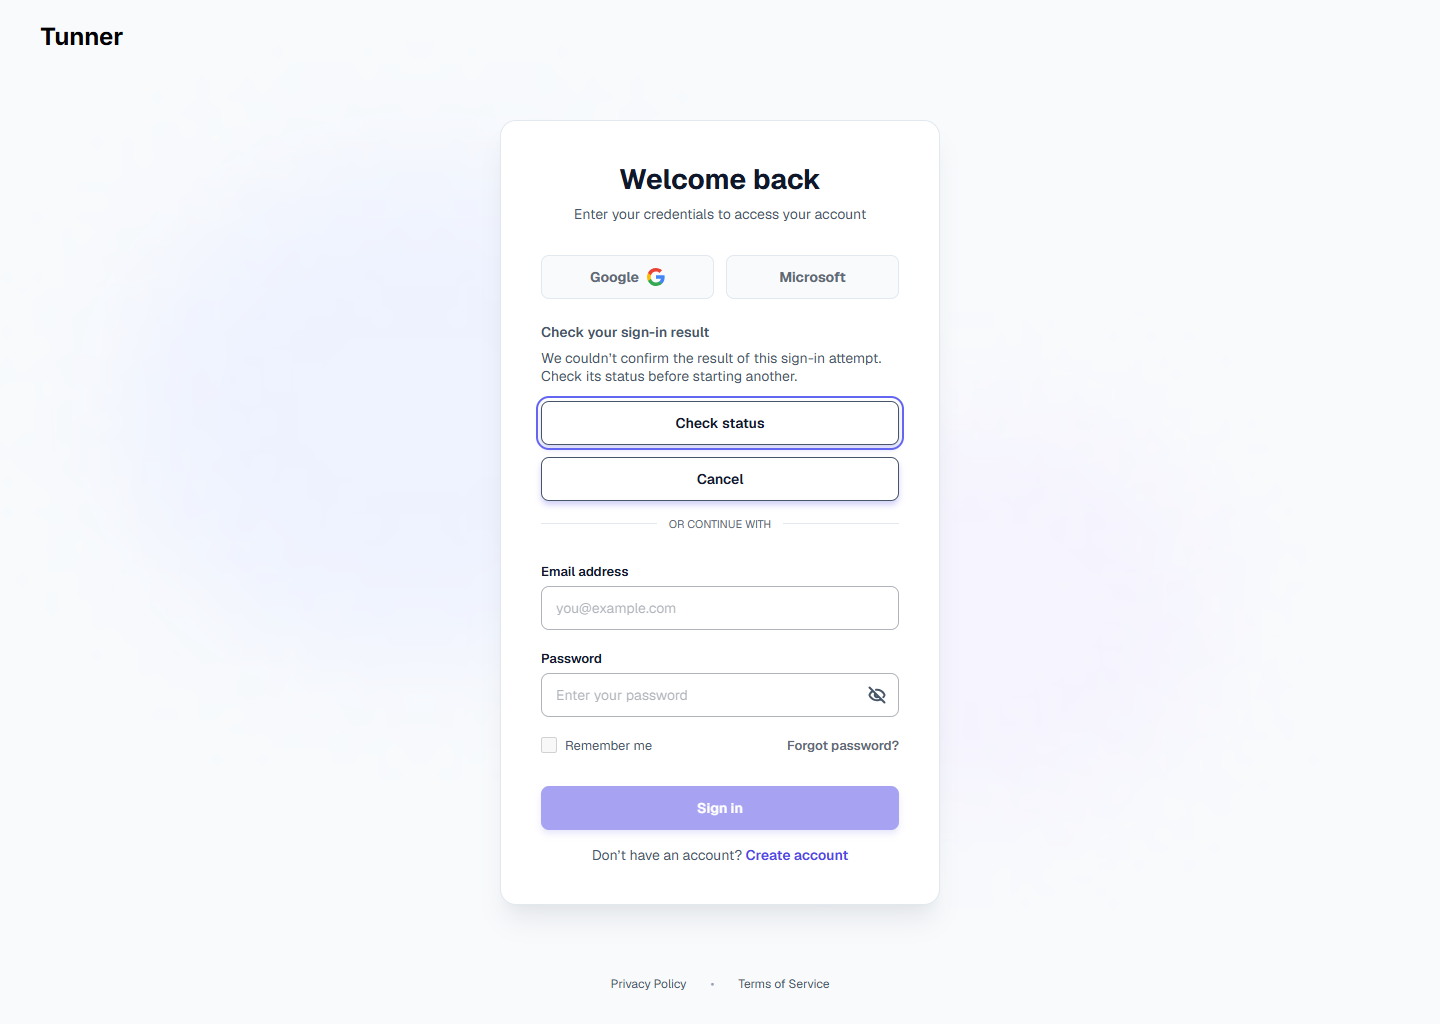 Tunner
Welcome back
Enter your credentials to access your account
Google
Microsoft
Check your sign-in result
We couldn't confirm the result of this sign-in attempt.
Check its status before starting another.
Check status
Cancel
OR CONTINUE WITH
Email address
you@example.com
Password
Enter your password
Remember me
Forgot password?
Sign in
Don't have an account? Create account
Privacy Policy • Terms of Service